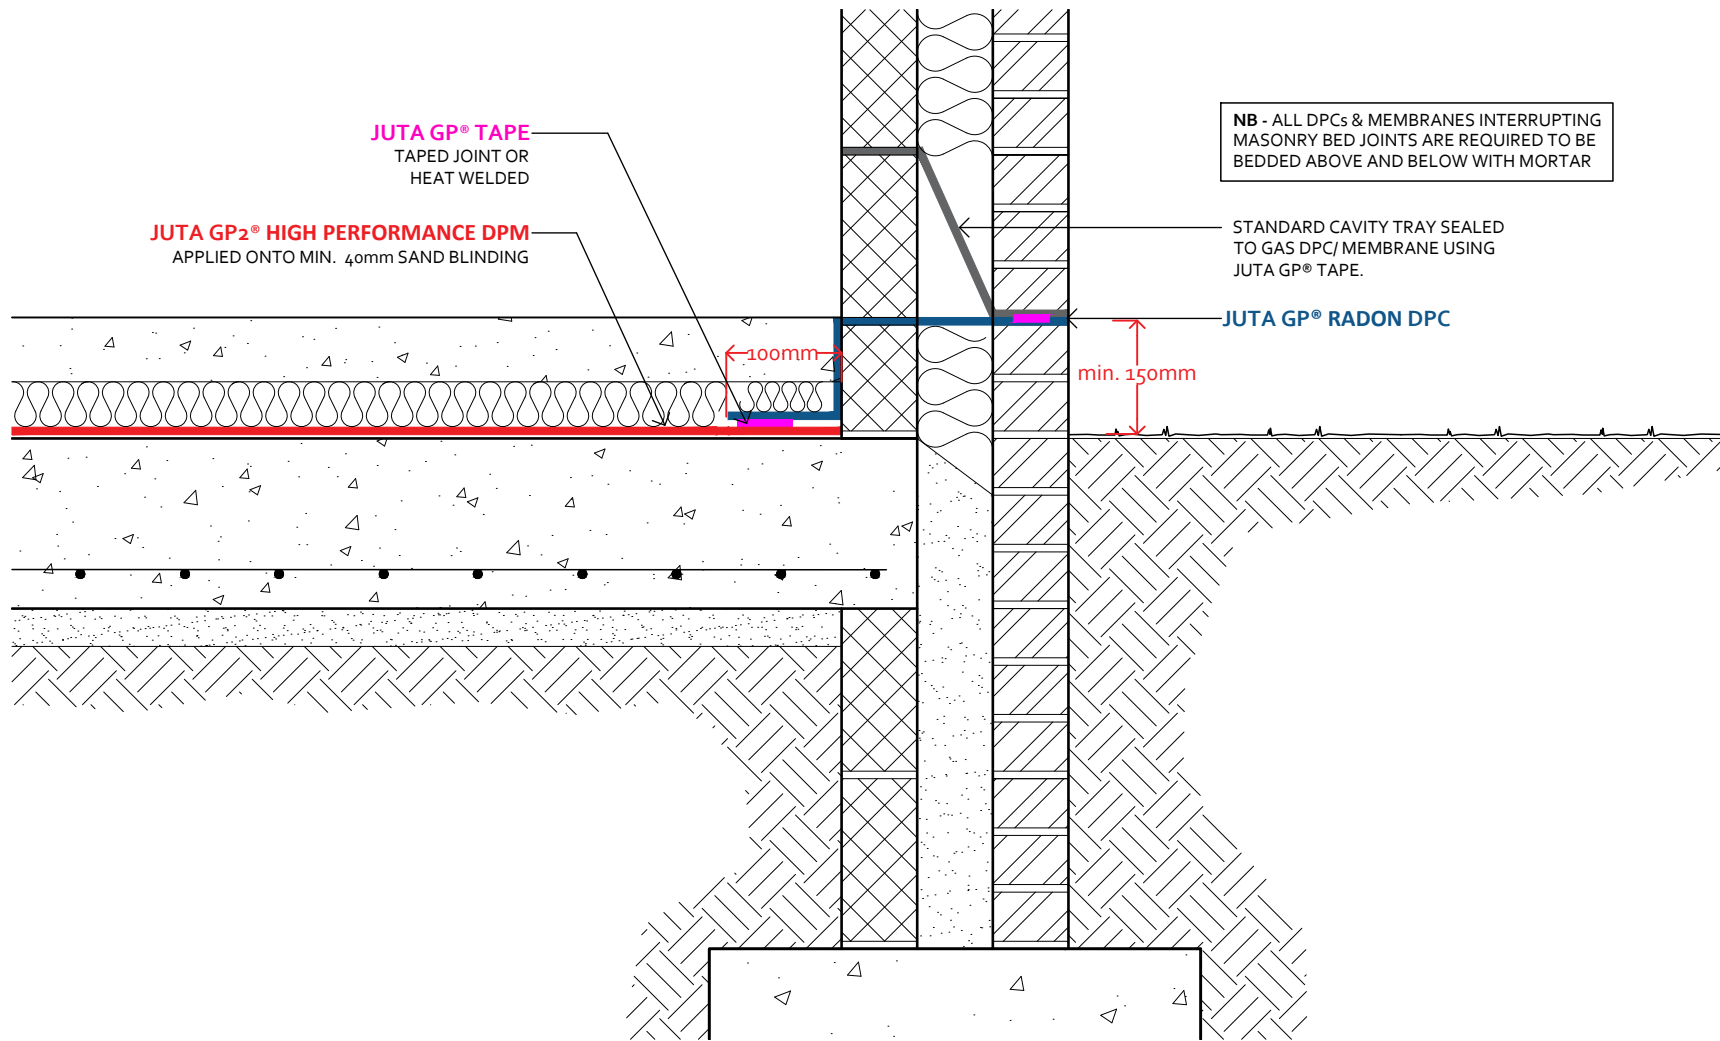 JUTA GP® TAPE
TAPED JOINT OR
HEAT WELDED
JUTA GP2® HIGH PERFORMANCE DPM
APPLIED ONTO MIN. 40mm SAND BLINDING
NB - ALL DPCs & MEMBRANES INTERRUPTING
MASONRY BED JOINTS ARE REQUIRED TO BE
BEDDED ABOVE AND BELOW WITH MORTAR
STANDARD CAVITY TRAY SEALED
TO GAS DPC/ MEMBRANE USING
JUTA GP® TAPE.
JUTA GP® RADON DPC
100mm
min. 150mm